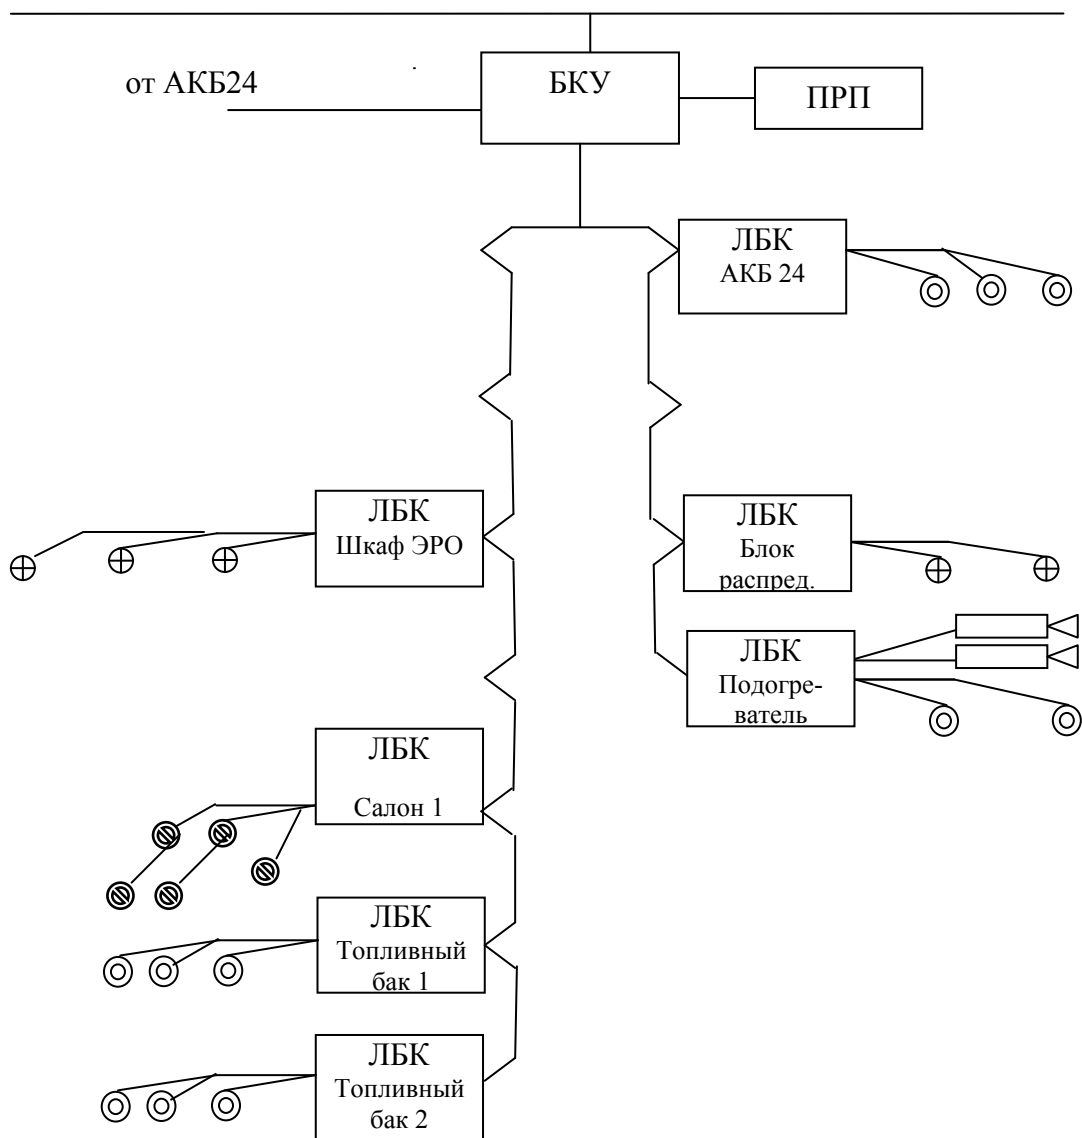 от АКБ24
БКУ
ПРП
ЛБК
АКБ 24
ЛБК
Шкаф ЭРО
ЛБК
Блок
распред.
ЛБК
Подогре-
ватель
ЛБК
Салон 1
ЛБК
Топливный
бак 1
ЛБК
Топливный
бак 2